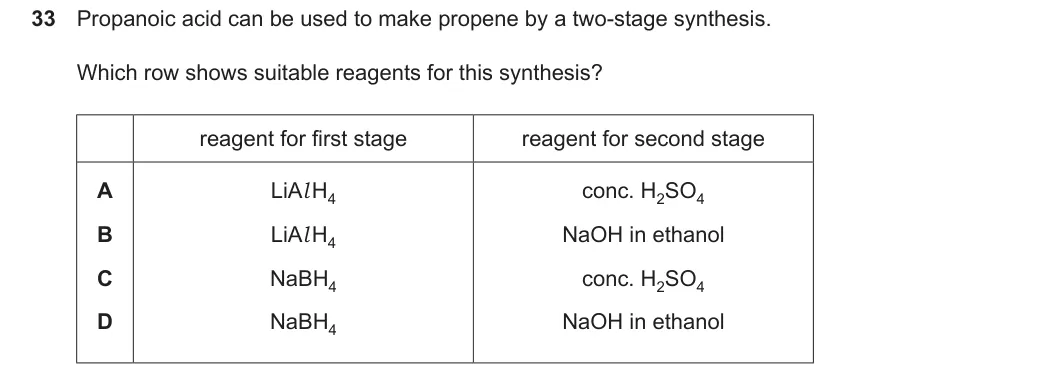 33 Propanoic acid can be used to make propene by a two-stage synthesis.
Which row shows suitable reagents for this synthesis?
reagent for first stage reagent for second stage
A LiAlH₄ conc. H₂SO₄
B LiAlH₄ NaOH in ethanol
C NaBH₄ conc. H₂SO₄
D NaBH₄ NaOH in ethanol